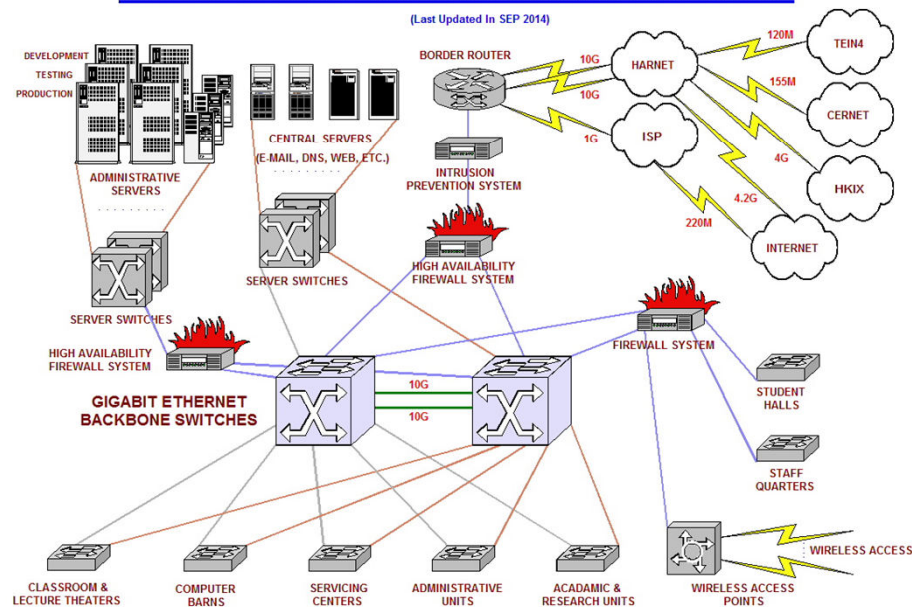 (Last Updated In SEP 2014)
DEVELOPMENT
TESTING
PRODUCTION
ADMINISTRATIVE
SERVERS
CENTRAL SERVERS
(E-MAIL, DNS, WEB, ETC.)
BORDER ROUTER
10G
10G
1G
HARNET
ISP
120M
TEIN4
155M
CERNET
4G
HKIX
4.2G
220M
INTERNET
INTRUSION
PREVENTION SYSTEM
SERVER SWITCHES
SERVER SWITCHES
HIGH AVAILABILITY
FIREWALL SYSTEM
HIGH AVAILABILITY
FIREWALL SYSTEM
FIREWALL SYSTEM
GIGABIT ETHERNET
BACKBONE SWITCHES
10G
10G
STUDENT
HALLS
STAFF
QUARTERS
WIRELESS ACCESS
CLASSROOM &
LECTURE THEATERS
COMPUTER
BARNS
SERVICING
CENTERS
ADMINISTRATIVE
UNITS
ACADAMIC &
RESEARCH UNITS
WIRELESS ACCESS
POINTS